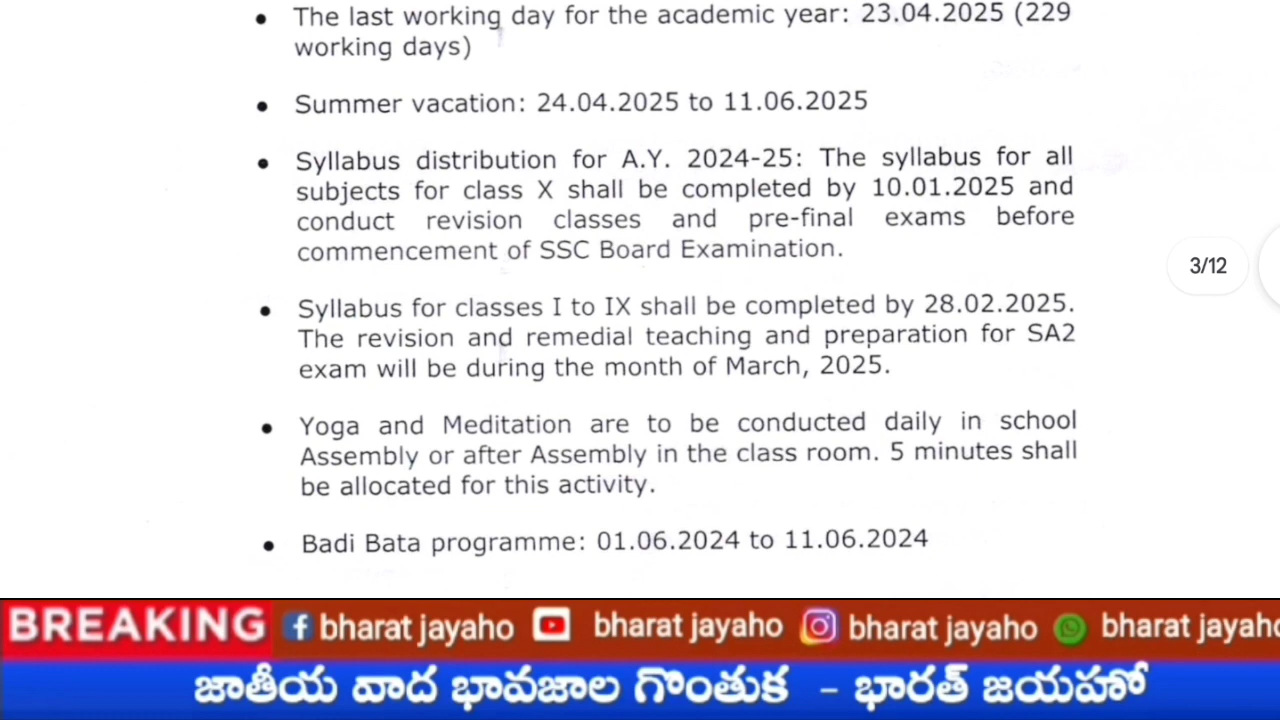 • The last working day for the academic year: 23.04.2025 (229
working days)
• Summer vacation: 24.04.2025 to 11.06.2025
• Syllabus distribution for A.Y. 2024-25: The syllabus for all
subjects for class X shall be completed by 10.01.2025 and
conduct revision classes and pre-final exams before
commencement of SSC Board Examination.
3/12
• Syllabus for classes I to IX shall be completed by 28.02.2025.
The revision and remedial teaching and preparation for SA2
exam will be during the month of March, 2025.
• Yoga and Meditation are to be conducted daily in school
Assembly or after Assembly in the class room. 5 minutes shall
be allocated for this activity.
• Badi Bata programme: 01.06.2024 to 11.06.2024
BREAKING bharat jayaho bharat jayaho bharat jayaho bharat jayaho
జాతీయ వాద భావజాల గొంతుక – భారత్ జయహో